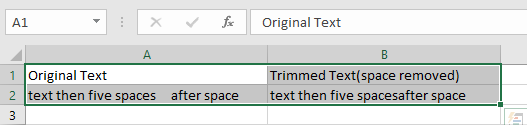 A1 fx Original Text
A B
1 Original Text Trimmed Text(space removed)
2 text then five spaces     after space text then five spacesafter space